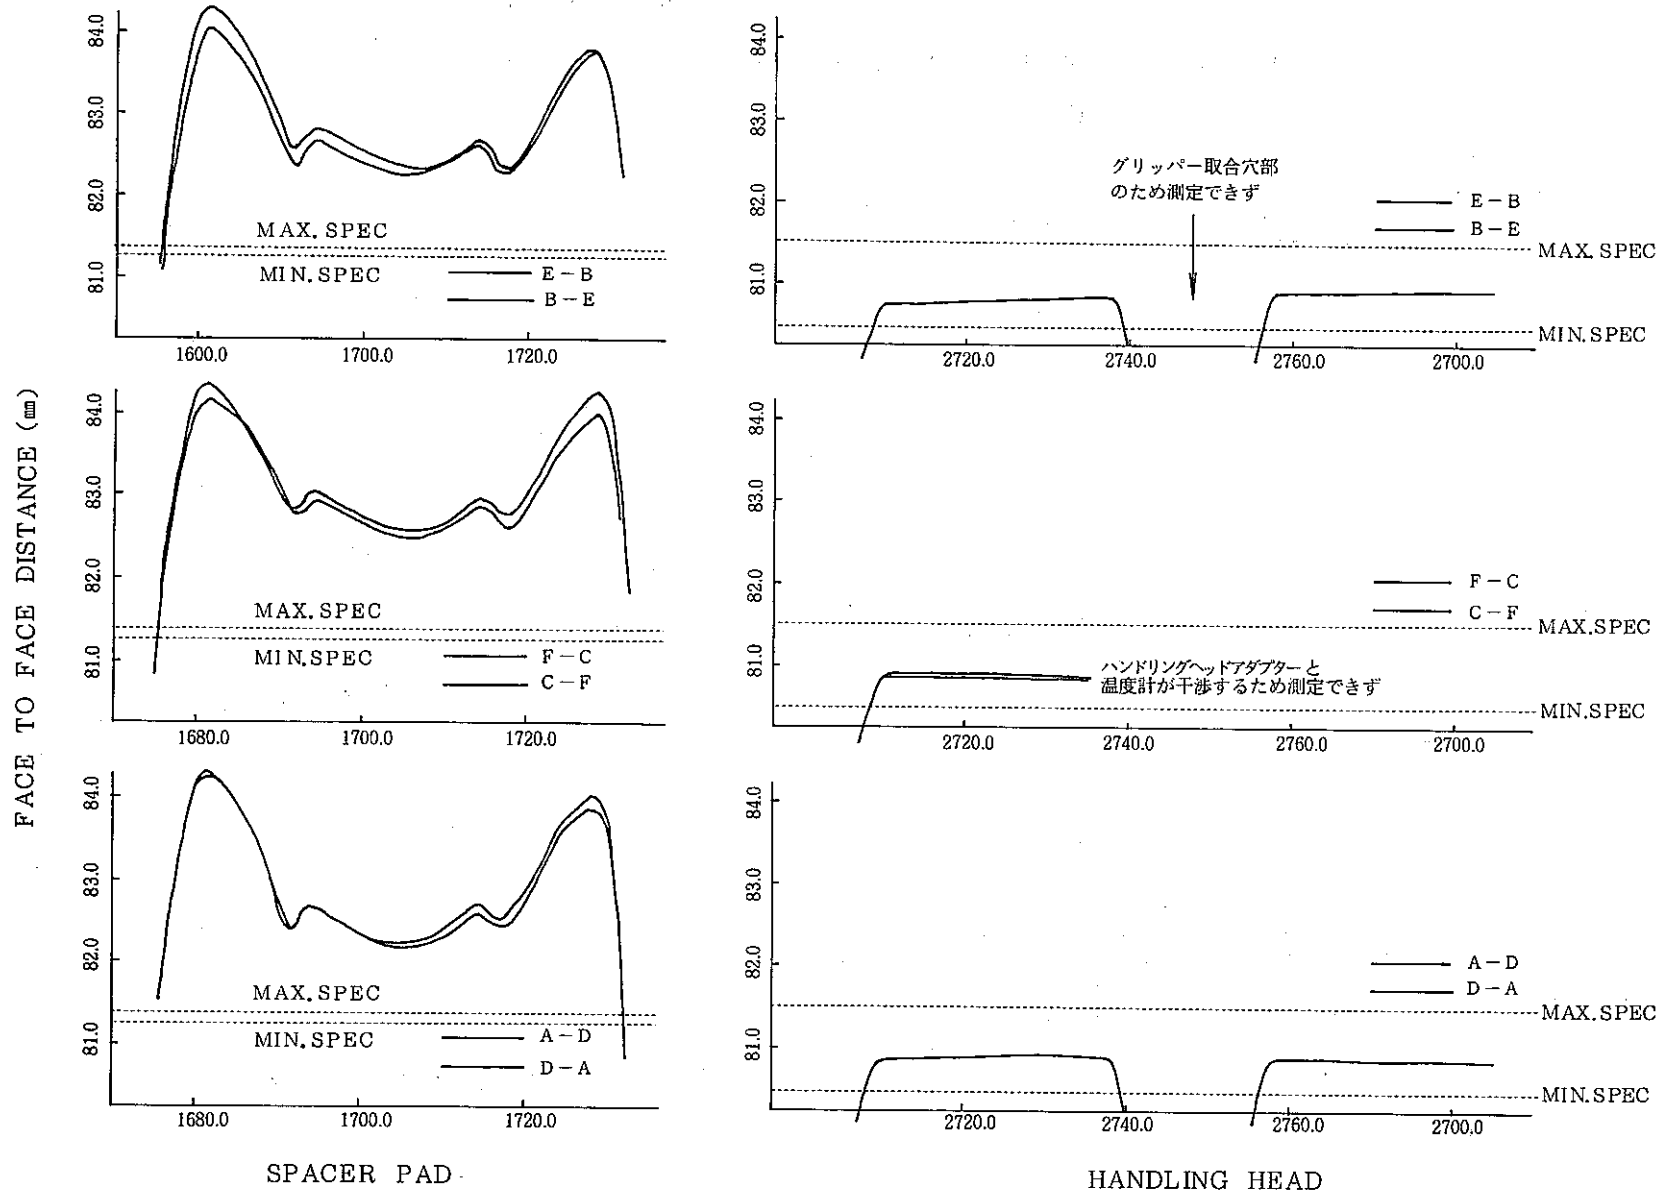 FACE TO FACE DISTANCE (㎜)
84.0
83.0
82.0
81.0
MAX. SPEC
MIN. SPEC
E－B
B－E
1600.0
1700.0
1720.0
84.0
83.0
82.0
81.0
グリッパー取合穴部
のため測定できず
E－B
B－E
MAX. SPEC
MIN. SPEC
2720.0
2740.0
2760.0
2700.0
84.0
83.0
82.0
81.0
MAX. SPEC
MIN. SPEC
F－C
C－F
1680.0
1700.0
1720.0
84.0
83.0
82.0
81.0
F－C
C－F
MAX. SPEC
ハンドリングヘッドアダプターと
温度計が干渉するため測定できず
MIN. SPEC
2720.0
2740.0
2760.0
2700.0
84.0
83.0
82.0
81.0
MAX. SPEC
MIN. SPEC
A－D
D－A
1680.0
1700.0
1720.0
84.0
83.0
82.0
81.0
A－D
D－A
MAX. SPEC
MIN. SPEC
2720.0
2740.0
2760.0
2700.0
SPACER PAD
HANDLING HEAD